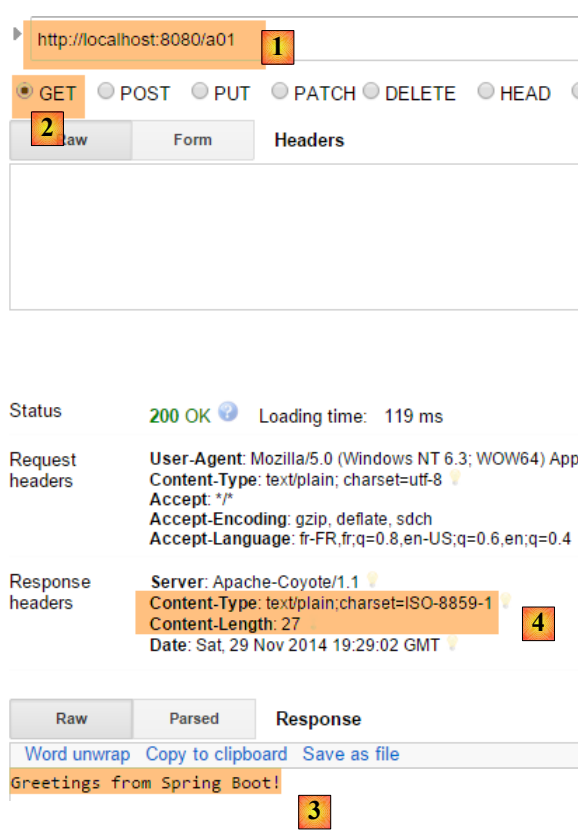 http://localhost:8080/a01
1
GET POST PUT PATCH DELETE HEAD
2
Raw Form Headers
Status 200 OK Loading time: 119 ms
Request headers
User-Agent: Mozilla/5.0 (Windows NT 6.3; WOW64) App
Content-Type: text/plain; charset=utf-8
Accept: */*
Accept-Encoding: gzip, deflate, sdch
Accept-Language: fr-FR,fr;q=0.8,en-US;q=0.6,en;q=0.4
Response headers
Server: Apache-Coyote/1.1
Content-Type: text/plain;charset=ISO-8859-1
Content-Length: 27
4
Date: Sat, 29 Nov 2014 19:29:02 GMT
Raw Parsed Response
Word unwrap Copy to clipboard Save as file
Greetings from Spring Boot!
3